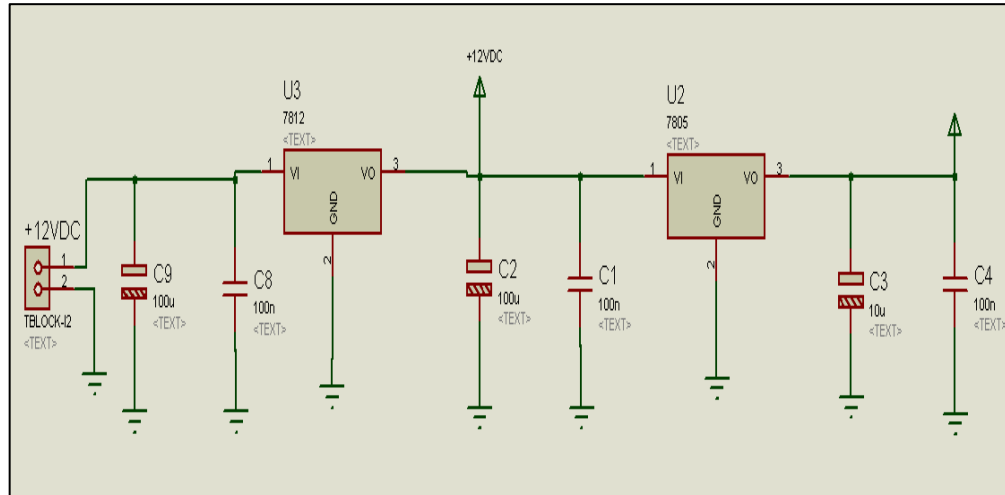 +12VDC
U3
7812
<TEXT>
1
VI
VO
3
GND
2
U2
7805
<TEXT>
1
VI
VO
3
GND
2
+12VDC
1
2
TBLOCK-I2
<TEXT>
C9
100u
<TEXT>
C8
100n
<TEXT>
C2
100u
<TEXT>
C1
100n
<TEXT>
C3
10u
<TEXT>
C4
100n
<TEXT>